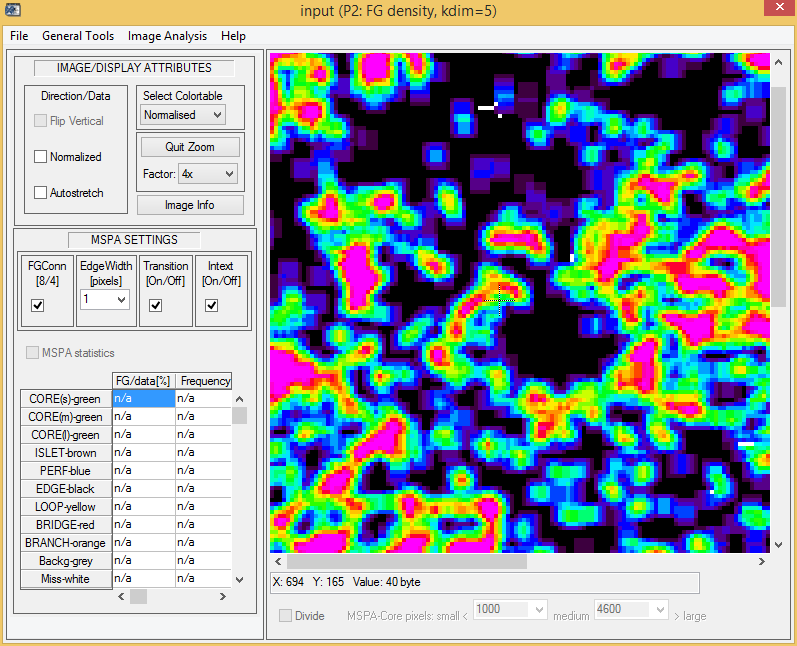 input (P2: FG density, kdim=5)
File General Tools Image Analysis Help
IMAGE/DISPLAY ATTRIBUTES
Direction/Data
Flip Vertical
Normalized
Autostretch
Select Colortable
Normalised
Quit Zoom
Factor: 4x
Image Info
MSPA SETTINGS
FGConn
[8/4]
EdgeWidth
[pixels]
1
Transition
[On/Off]
Intext
[On/Off]
MSPA statistics
FG/data[%] Frequency
CORE(s)-green n/a n/a
CORE(m)-green n/a n/a
CORE(l)-green n/a n/a
ISLET-brown n/a n/a
PERF-blue n/a n/a
EDGE-black n/a n/a
LOOP-yellow n/a n/a
BRIDGE-red n/a n/a
BRANCH-orange n/a n/a
Backg-grey n/a n/a
Miss-white n/a n/a
X: 694 Y: 165 Value: 40 byte
Divide MSPA-Core pixels: small < 1000 medium 4600 > large